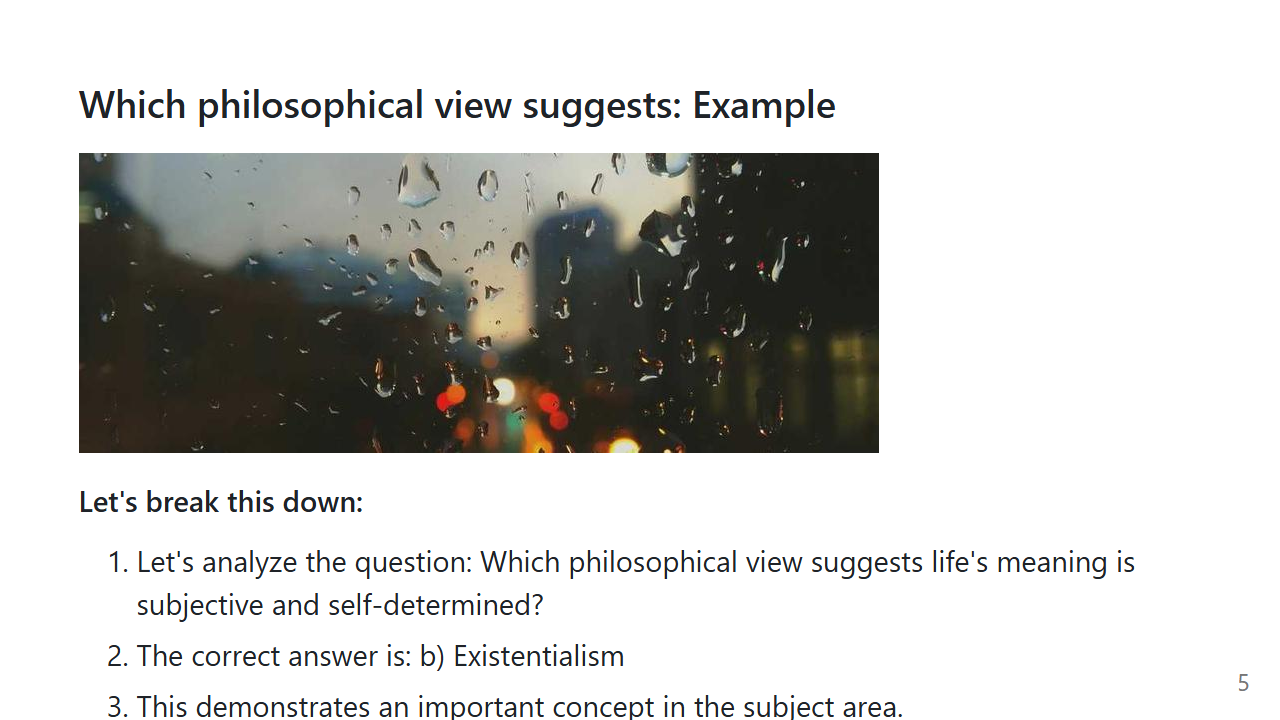 Which philosophical view suggests: Example
Let's break this down:
1. Let's analyze the question: Which philosophical view suggests life's meaning is
subjective and self-determined?
2. The correct answer is: b) Existentialism
3. This demonstrates an important concept in the subject area.
5